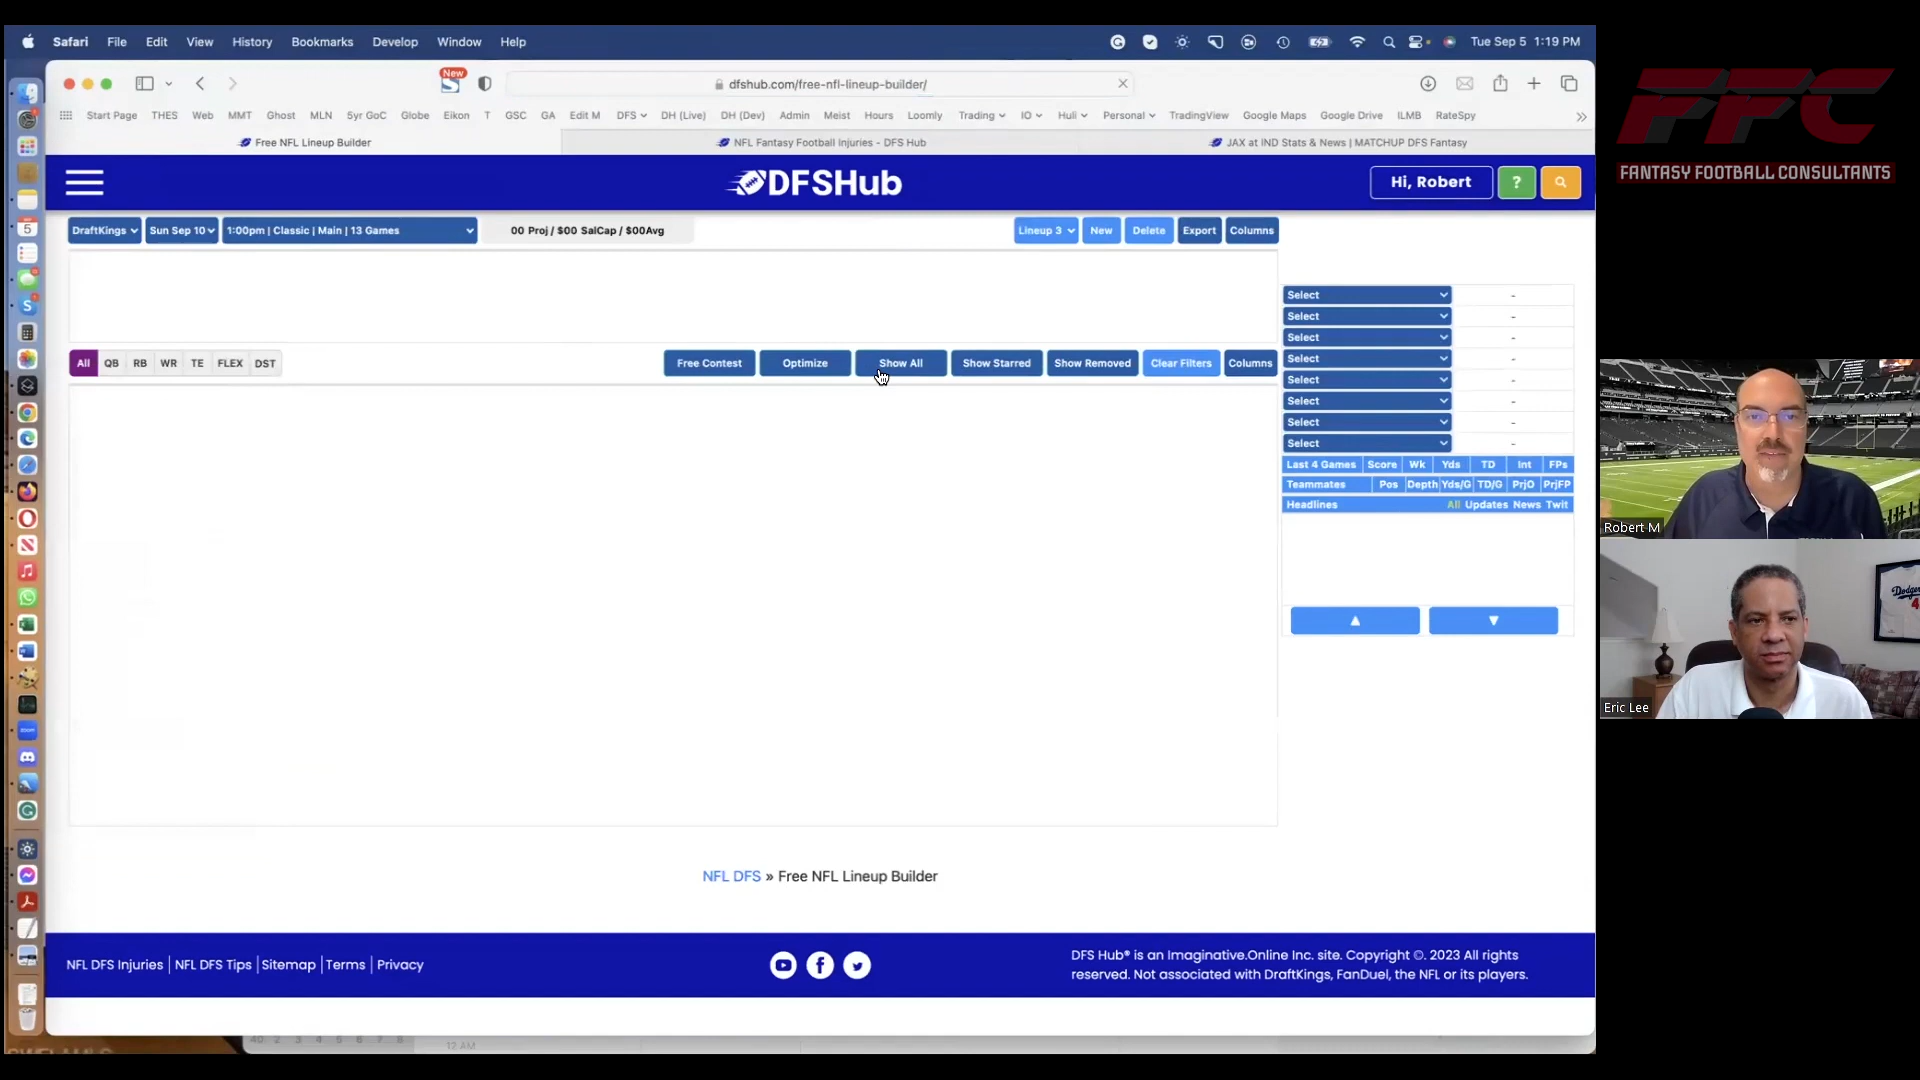 Safari File Edit View History Bookmarks Develop Window Help Tue Sep 5 1:19 PM
FFC
FANTASY FOOTBALL CONSULTANTS
New
dfshub.com/free-nfl-lineup-builder/
Start Page THES Web MMT Ghost MLN Syr GoC Globe Eikon T GSC GA Edit M DFS DH (Live) DH (Dev) Admin Meist Hours Loomly Trading IO Huli Personal TradingView Google Maps Google Drive ILMB RateSpy
Free NFL Lineup Builder NFL Fantasy Football Injuries - DFS Hub JAX at IND Stats & News | MATCHUP DFS Fantasy
DFSHub Hi, Robert ?
DraftKings Sun Sep 10 1:00pm | Classic | Main | 13 Games 00 Proj / $00 SalCap / $00Avg Lineup 3 New Delete Export Columns
Select -
Select -
Select -
Select -
Select -
Select -
Select -
Select -
All QB RB WR TE FLEX DST Free Contest Optimize Show All Show Starred Show Removed Clear Filters Columns
Last 4 Games Score Wk Yds TD Int FPs
Teammates Pos Depth Yds/G TD/G PrjO PrjFP
Headlines All Updates News Twit
Robert M
Dodgers
Eric Lee
NFL DFS » Free NFL Lineup Builder
NFL DFS Injuries | NFL DFS Tips | Sitemap | Terms | Privacy
DFS Hub® is an Imaginative.Online Inc. site. Copyright ©. 2023 All rights
reserved. Not associated with DraftKings, FanDuel, the NFL or its players.
12 AM